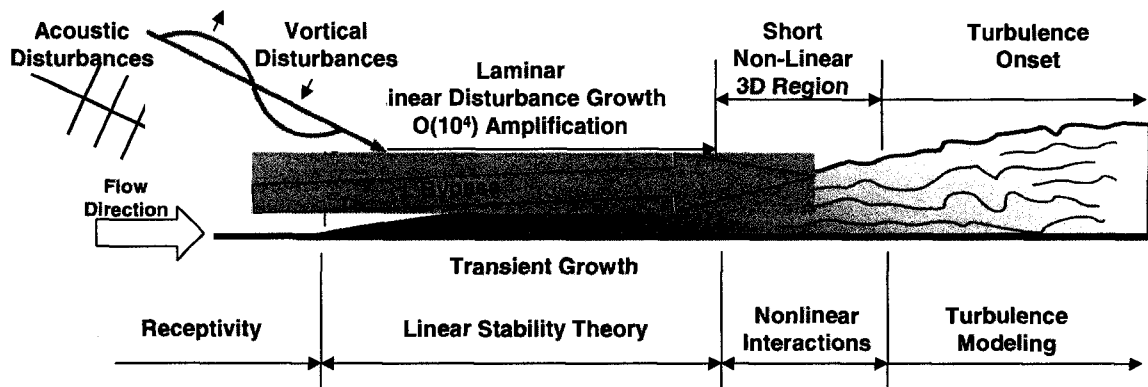 Acoustic
Disturbances
Vortical
Disturbances
Laminar
inear Disturbance Growth
O(10⁴) Amplification
Short
Non-Linear
3D Region
Turbulence
Onset
Flow
Direction
Bypass
Transient Growth
Receptivity
Linear Stability Theory
Nonlinear
Interactions
Turbulence
Modeling